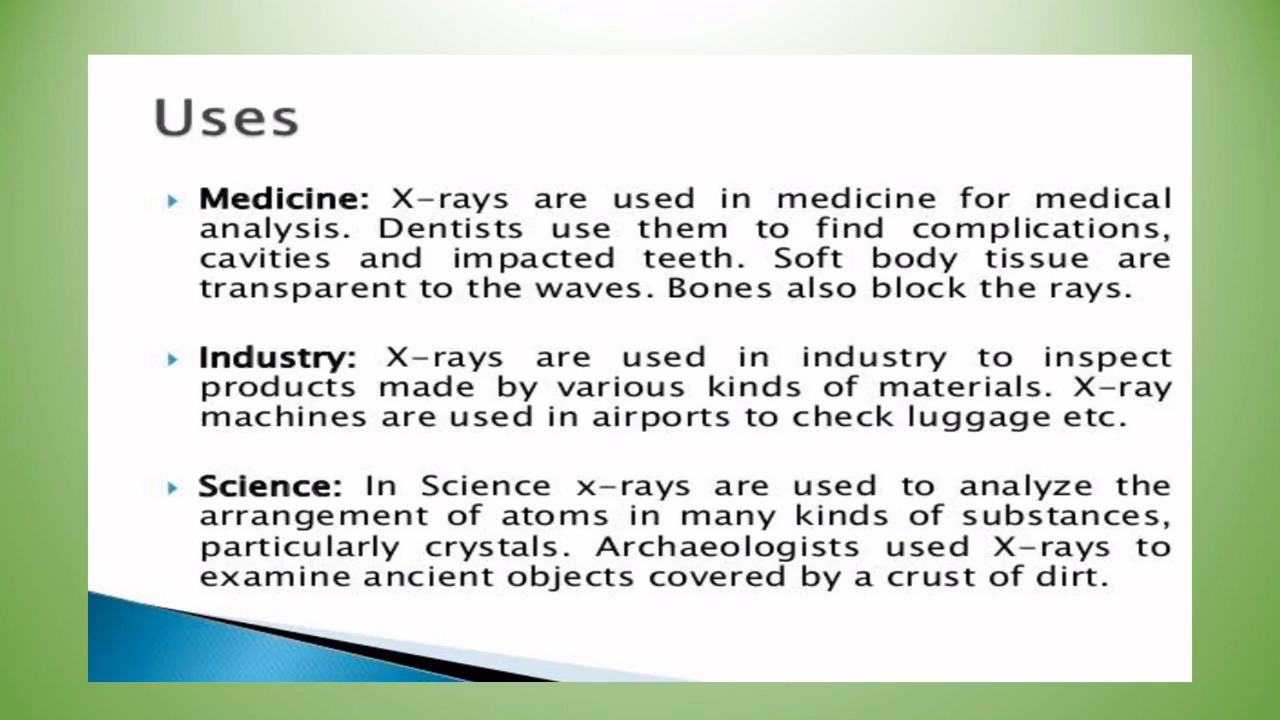 Uses
Medicine: X-rays are used in medicine for medical
analysis. Dentists use them to find complications,
cavities and impacted teeth. Soft body tissue are
transparent to the waves. Bones also block the rays.
Industry: X-rays are used in industry to inspect
products made by various kinds of materials. X-ray
machines are used in airports to check luggage etc.
Science: In Science x-rays are used to analyze the
arrangement of atoms in many kinds of substances,
particularly crystals. Archaeologists used X-rays to
examine ancient objects covered by a crust of dirt.